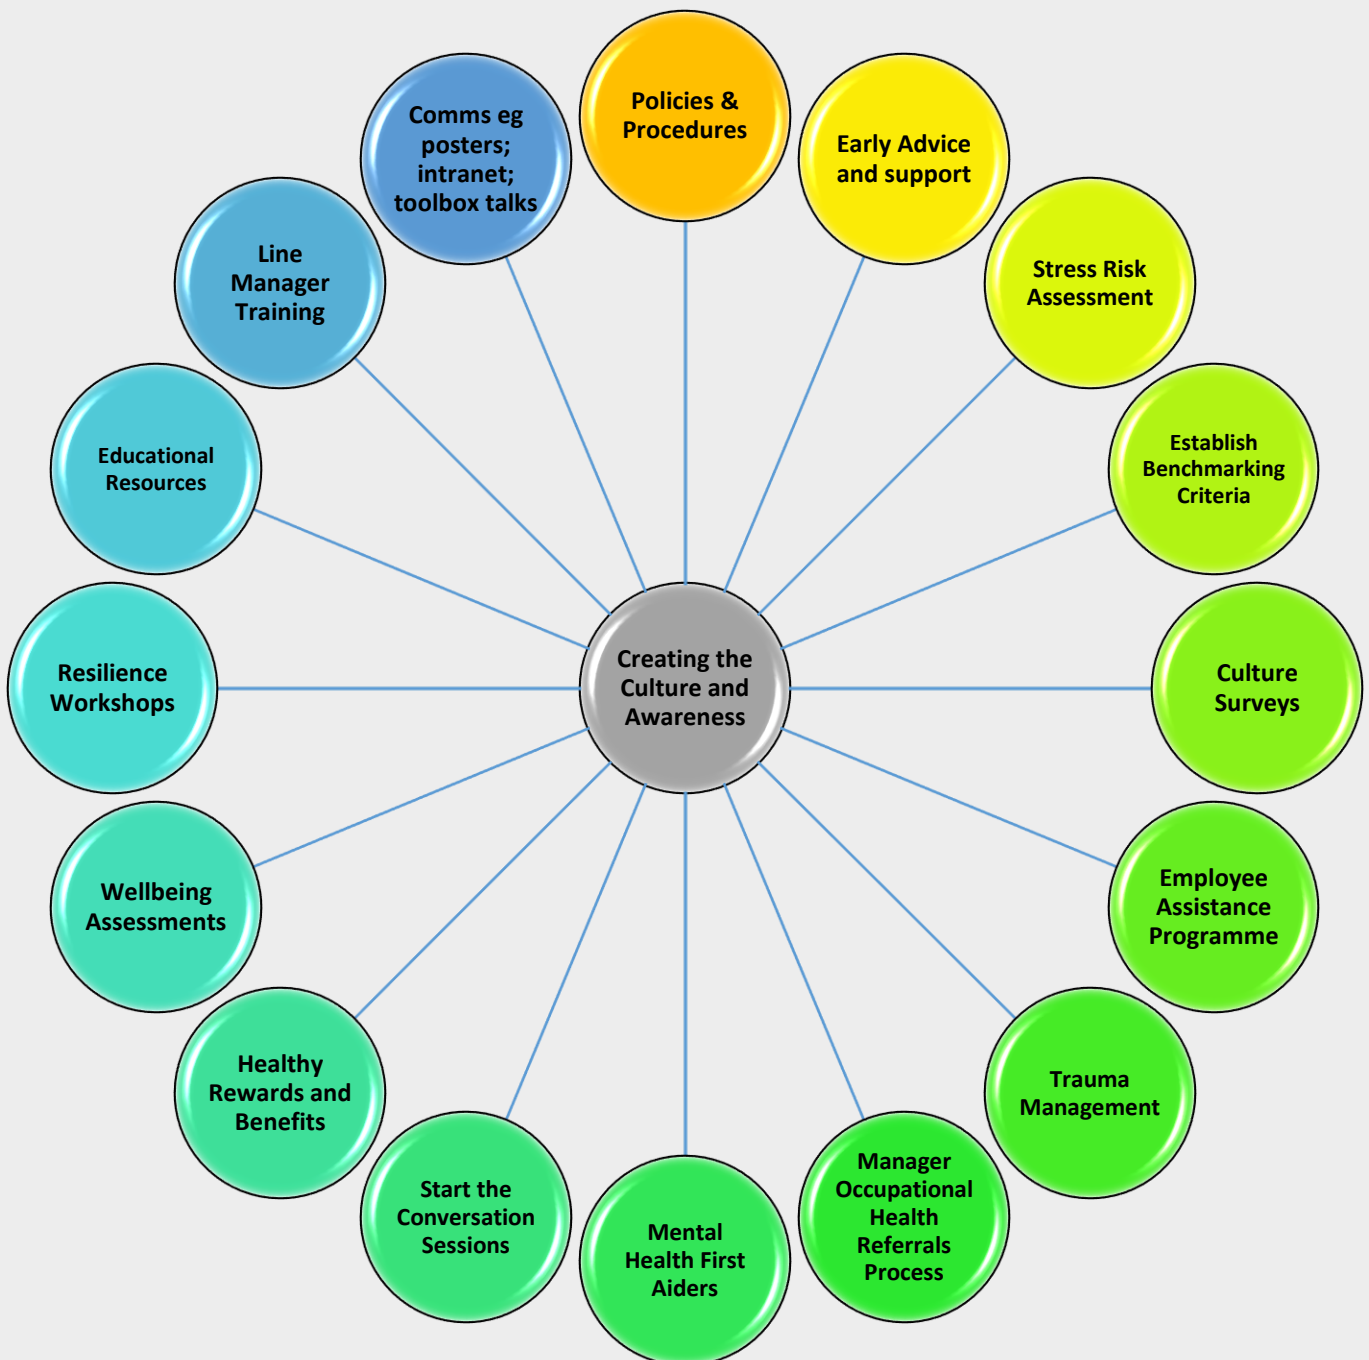 Policies &
Procedures
Early Advice
and support
Stress Risk
Assessment
Establish
Benchmarking
Criteria
Culture
Surveys
Employee
Assistance
Programme
Trauma
Management
Manager
Occupational
Health
Referrals
Process
Mental
Health First
Aiders
Start the
Conversation
Sessions
Healthy
Rewards and
Benefits
Wellbeing
Assessments
Resilience
Workshops
Educational
Resources
Line
Manager
Training
Comms eg
posters;
intranet;
toolbox talks
Creating the
Culture and
Awareness